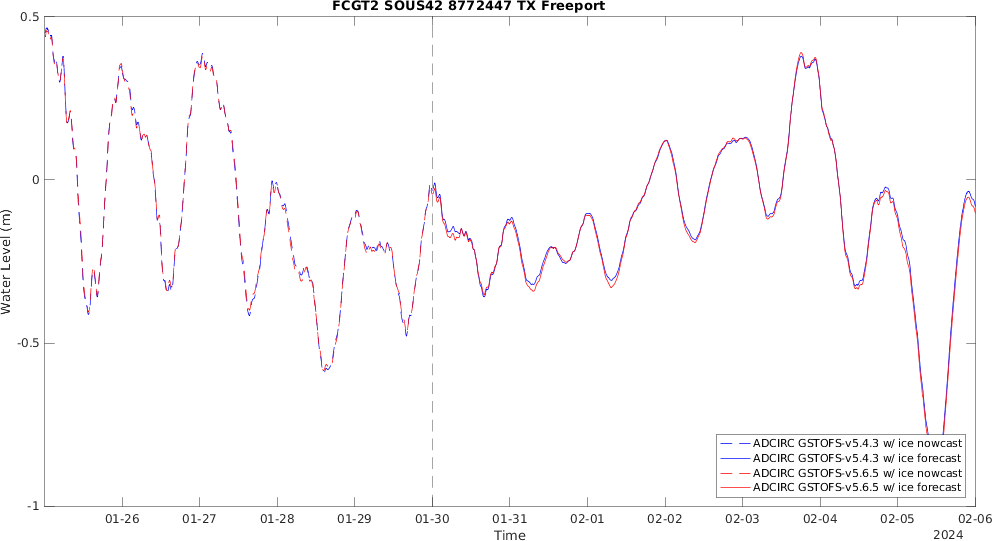 FCGT2 SOUS42 8772447 TX Freeport
0.5
0
-0.5
-1
Water Level (m)
ADCIRC GSTOFS-v5.4.3 w/ ice nowcast
ADCIRC GSTOFS-v5.4.3 w/ ice forecast
ADCIRC GSTOFS-v5.6.5 w/ ice nowcast
ADCIRC GSTOFS-v5.6.5 w/ ice forecast
01-26 01-27 01-28 01-29 01-30 01-31 02-01 02-02 02-03 02-04 02-05 02-06
Time
2024